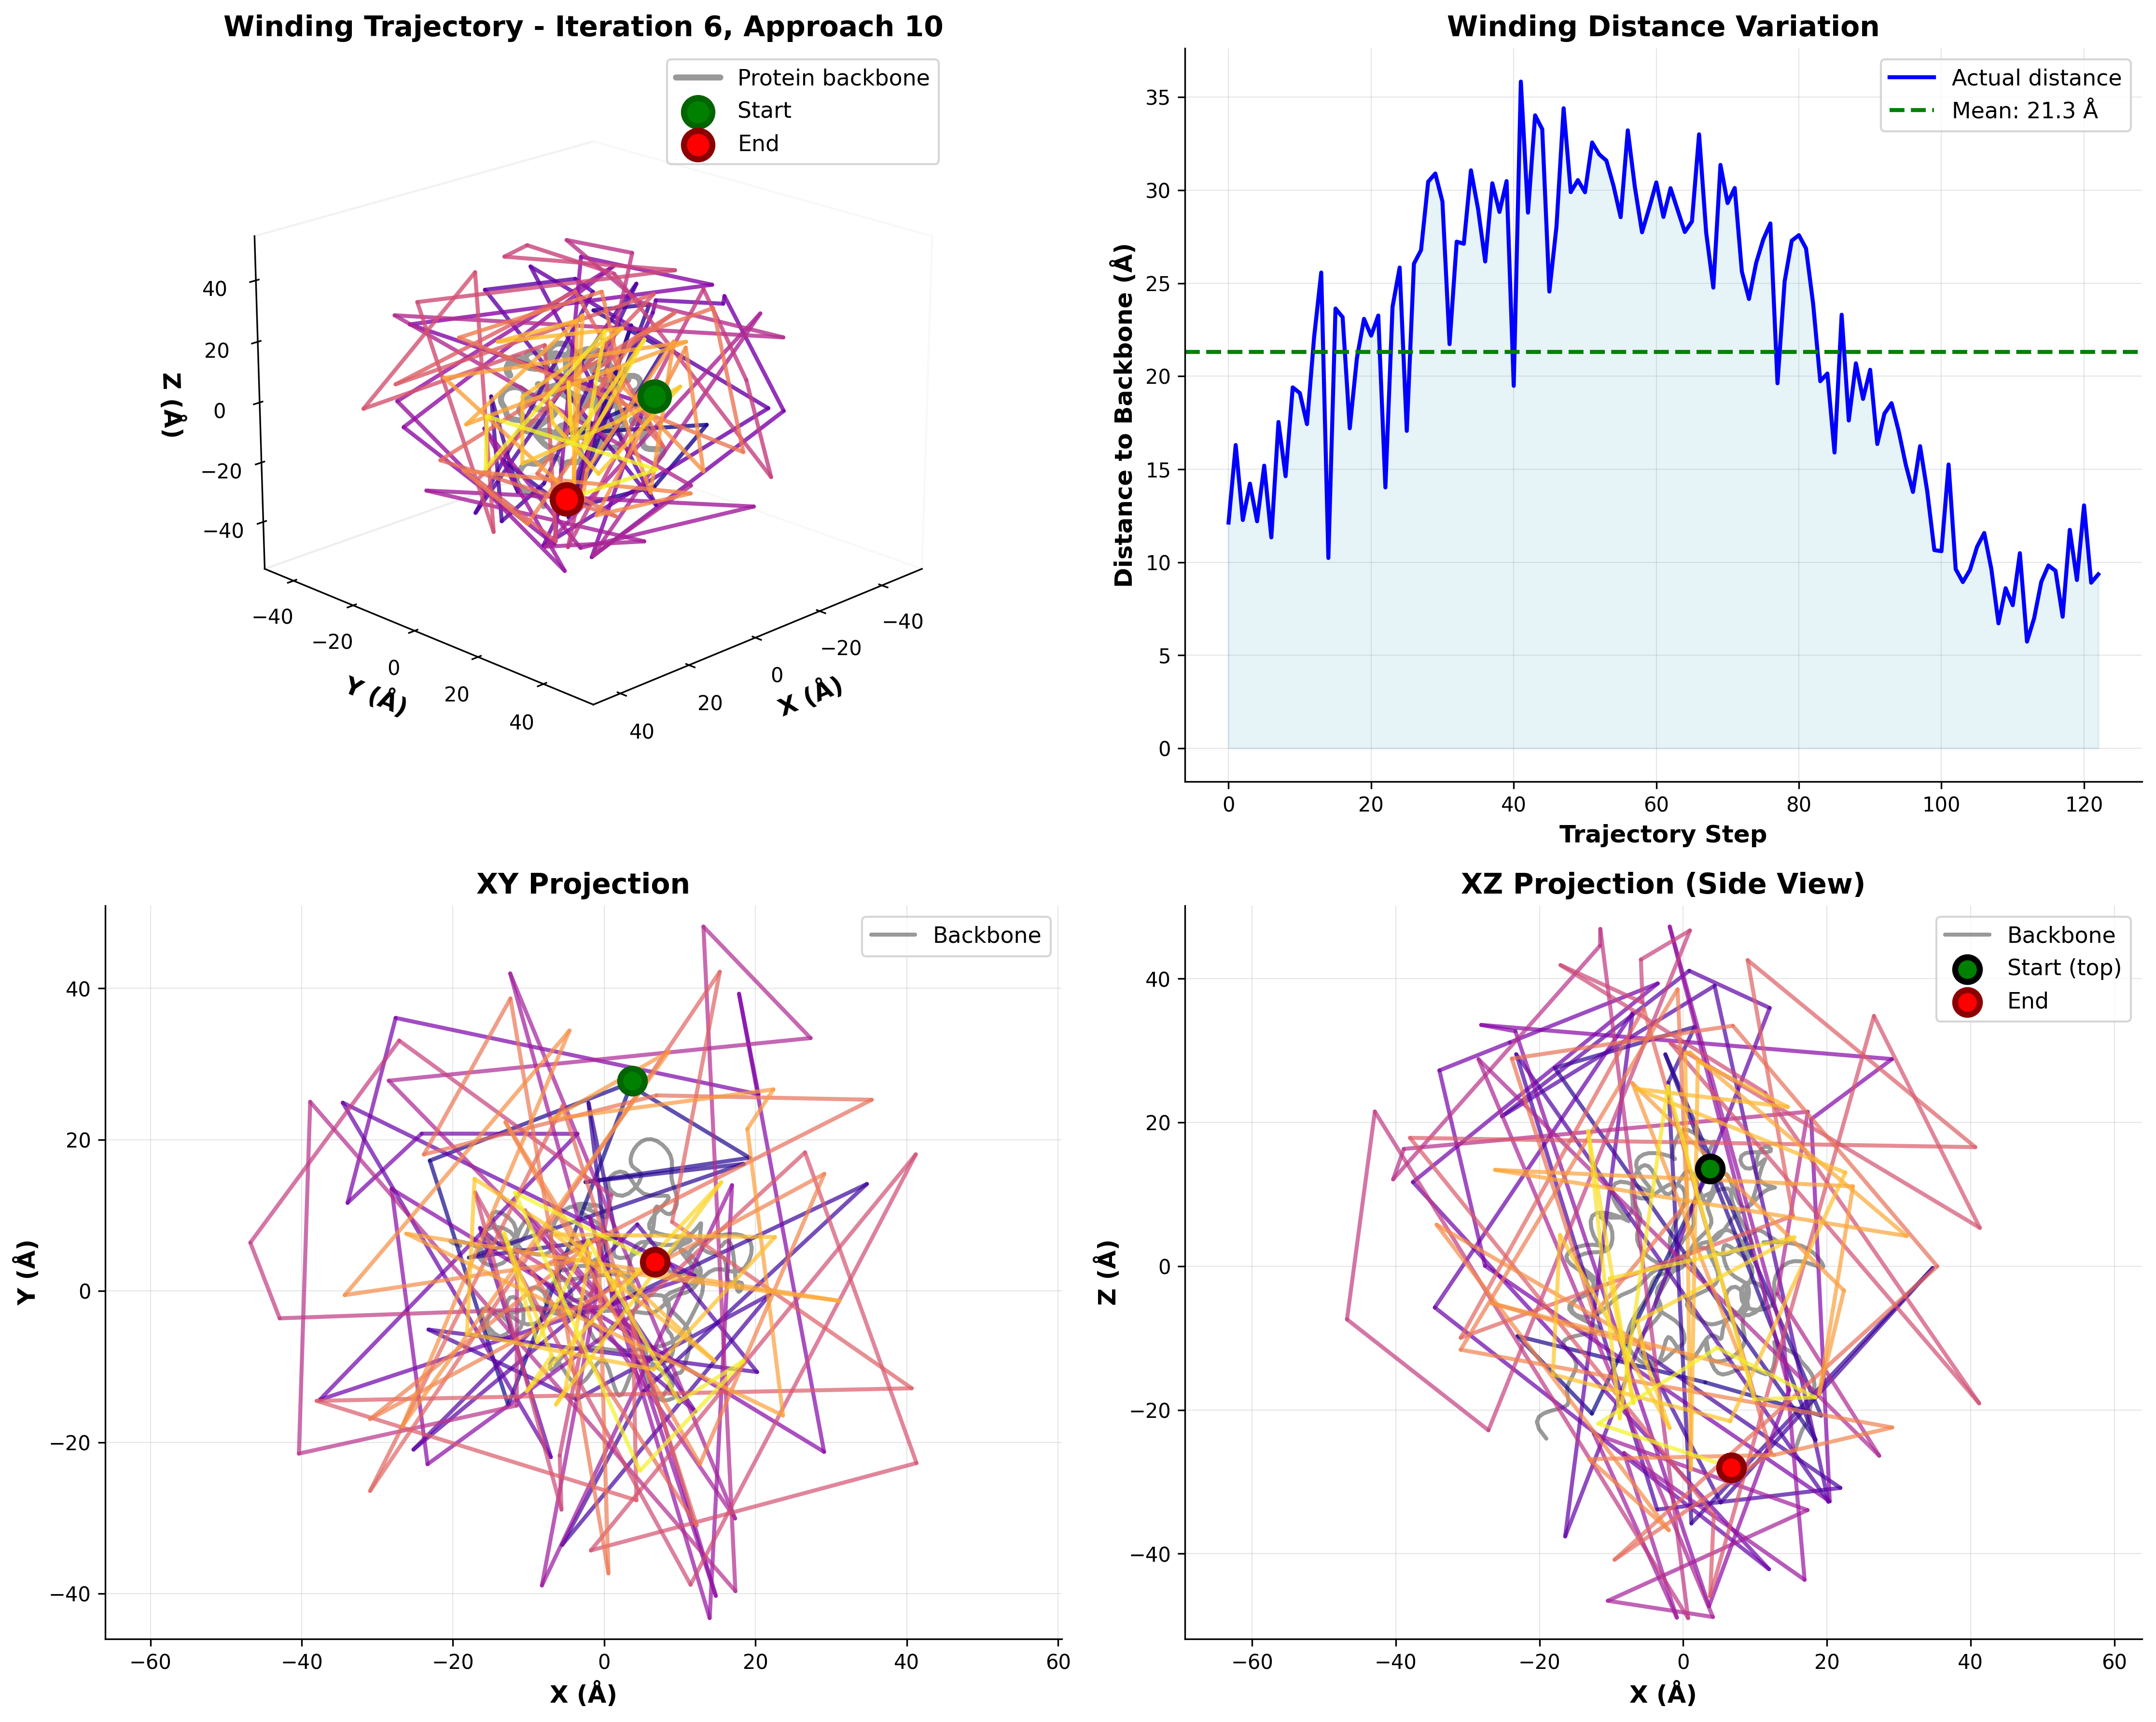 Winding Trajectory - Iteration 6, Approach 10
Protein backbone
Start
End
40
20
0
−20
−40
Z (Å)
−40
−20
0
20
40
Y (Å)
−40
−20
0
20
40
X (Å)
Winding Distance Variation
Actual distance
Mean: 21.3 Å
35
30
25
20
15
10
5
0
Distance to Backbone (Å)
0
20
40
60
80
100
120
Trajectory Step
XY Projection
Backbone
40
20
0
−20
−40
Y (Å)
−60
−40
−20
0
20
40
60
X (Å)
XZ Projection (Side View)
Backbone
Start (top)
End
40
20
0
−20
−40
Z (Å)
−60
−40
−20
0
20
40
60
X (Å)